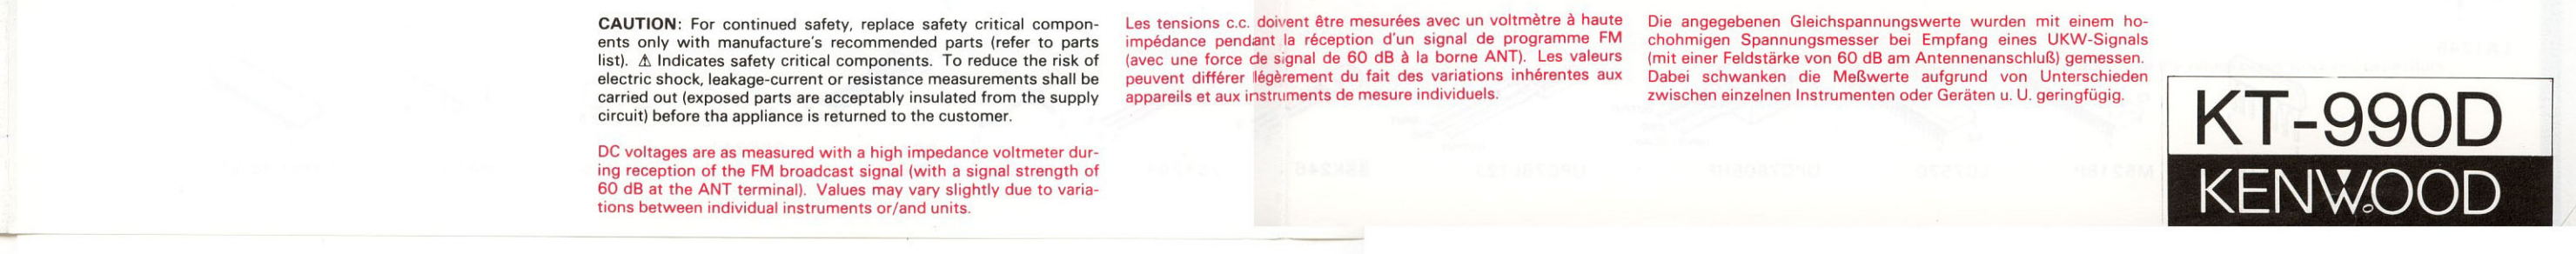 CAUTION: For continued safety, replace safety critical compon-
ents only with manufacture's recommended parts (refer to parts
list). ⚠ Indicates safety critical components. To reduce the risk of
electric shock, leakage-current or resistance measurements shall be
carried out (exposed parts are acceptably insulated from the supply
circuit) before tha appliance is returned to the customer.
DC voltages are as measured with a high impedance voltmeter dur-
ing reception of the FM broadcast signal (with a signal strength of
60 dB at the ANT terminal). Values may vary slightly due to varia-
tions between individual instruments or/and units.
Les tensions c.c. doivent être mesurées avec un voltmètre à haute
impédance pendant la réception d'un signal de programme FM
(avec une force de signal de 60 dB à la borne ANT). Les valeurs
peuvent différer légèrement du fait des variations inhérentes aux
appareils et aux instruments de mesure individuels.
Die angegebenen Gleichspannungswerte wurden mit einem ho-
chohmigen Spannungsmesser bei Empfang eines UKW-Signals
(mit einer Feldstärke von 60 dB am Antennenanschluß) gemessen.
Dabei schwanken die Meßwerte aufgrund von Unterschieden
zwischen einzelnen Instrumenten oder Geräten u. U. geringfügig.
KT-990D
KENWOOD